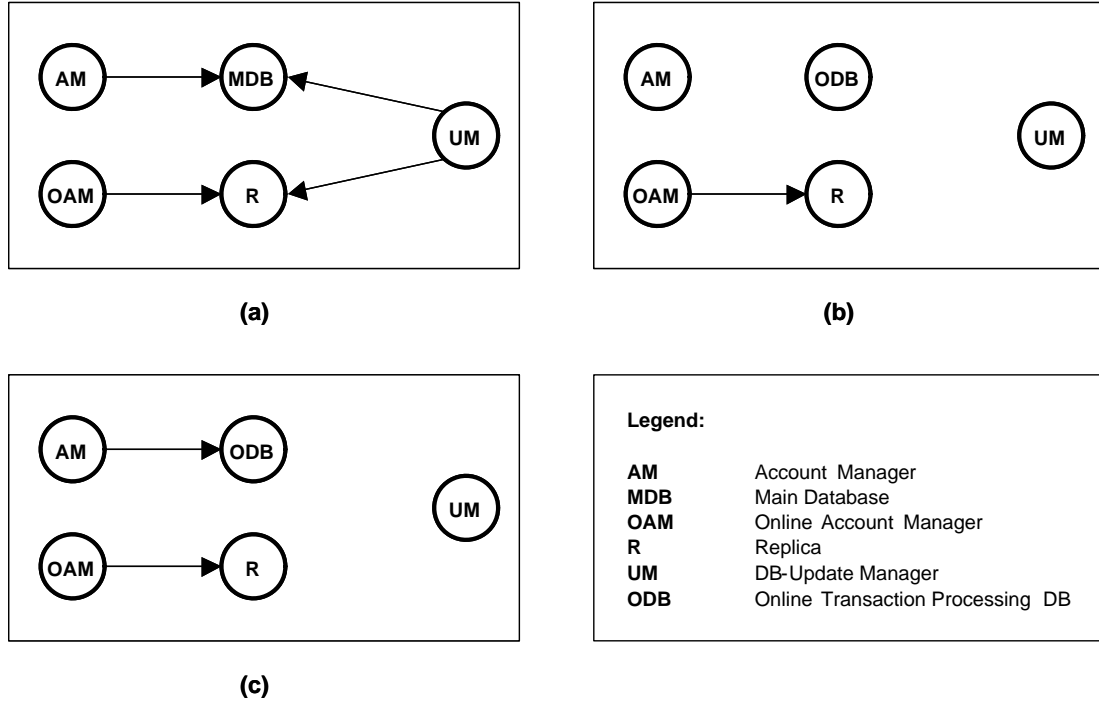 AM
MDB
UM
OAM
R
(a)
AM
ODB
UM
OAM
R
(b)
AM
ODB
UM
OAM
R
(c)
Legend:
AM Account Manager
MDB Main Database
OAM Online Account Manager
R Replica
UM DB-Update Manager
ODB Online Transaction Processing DB